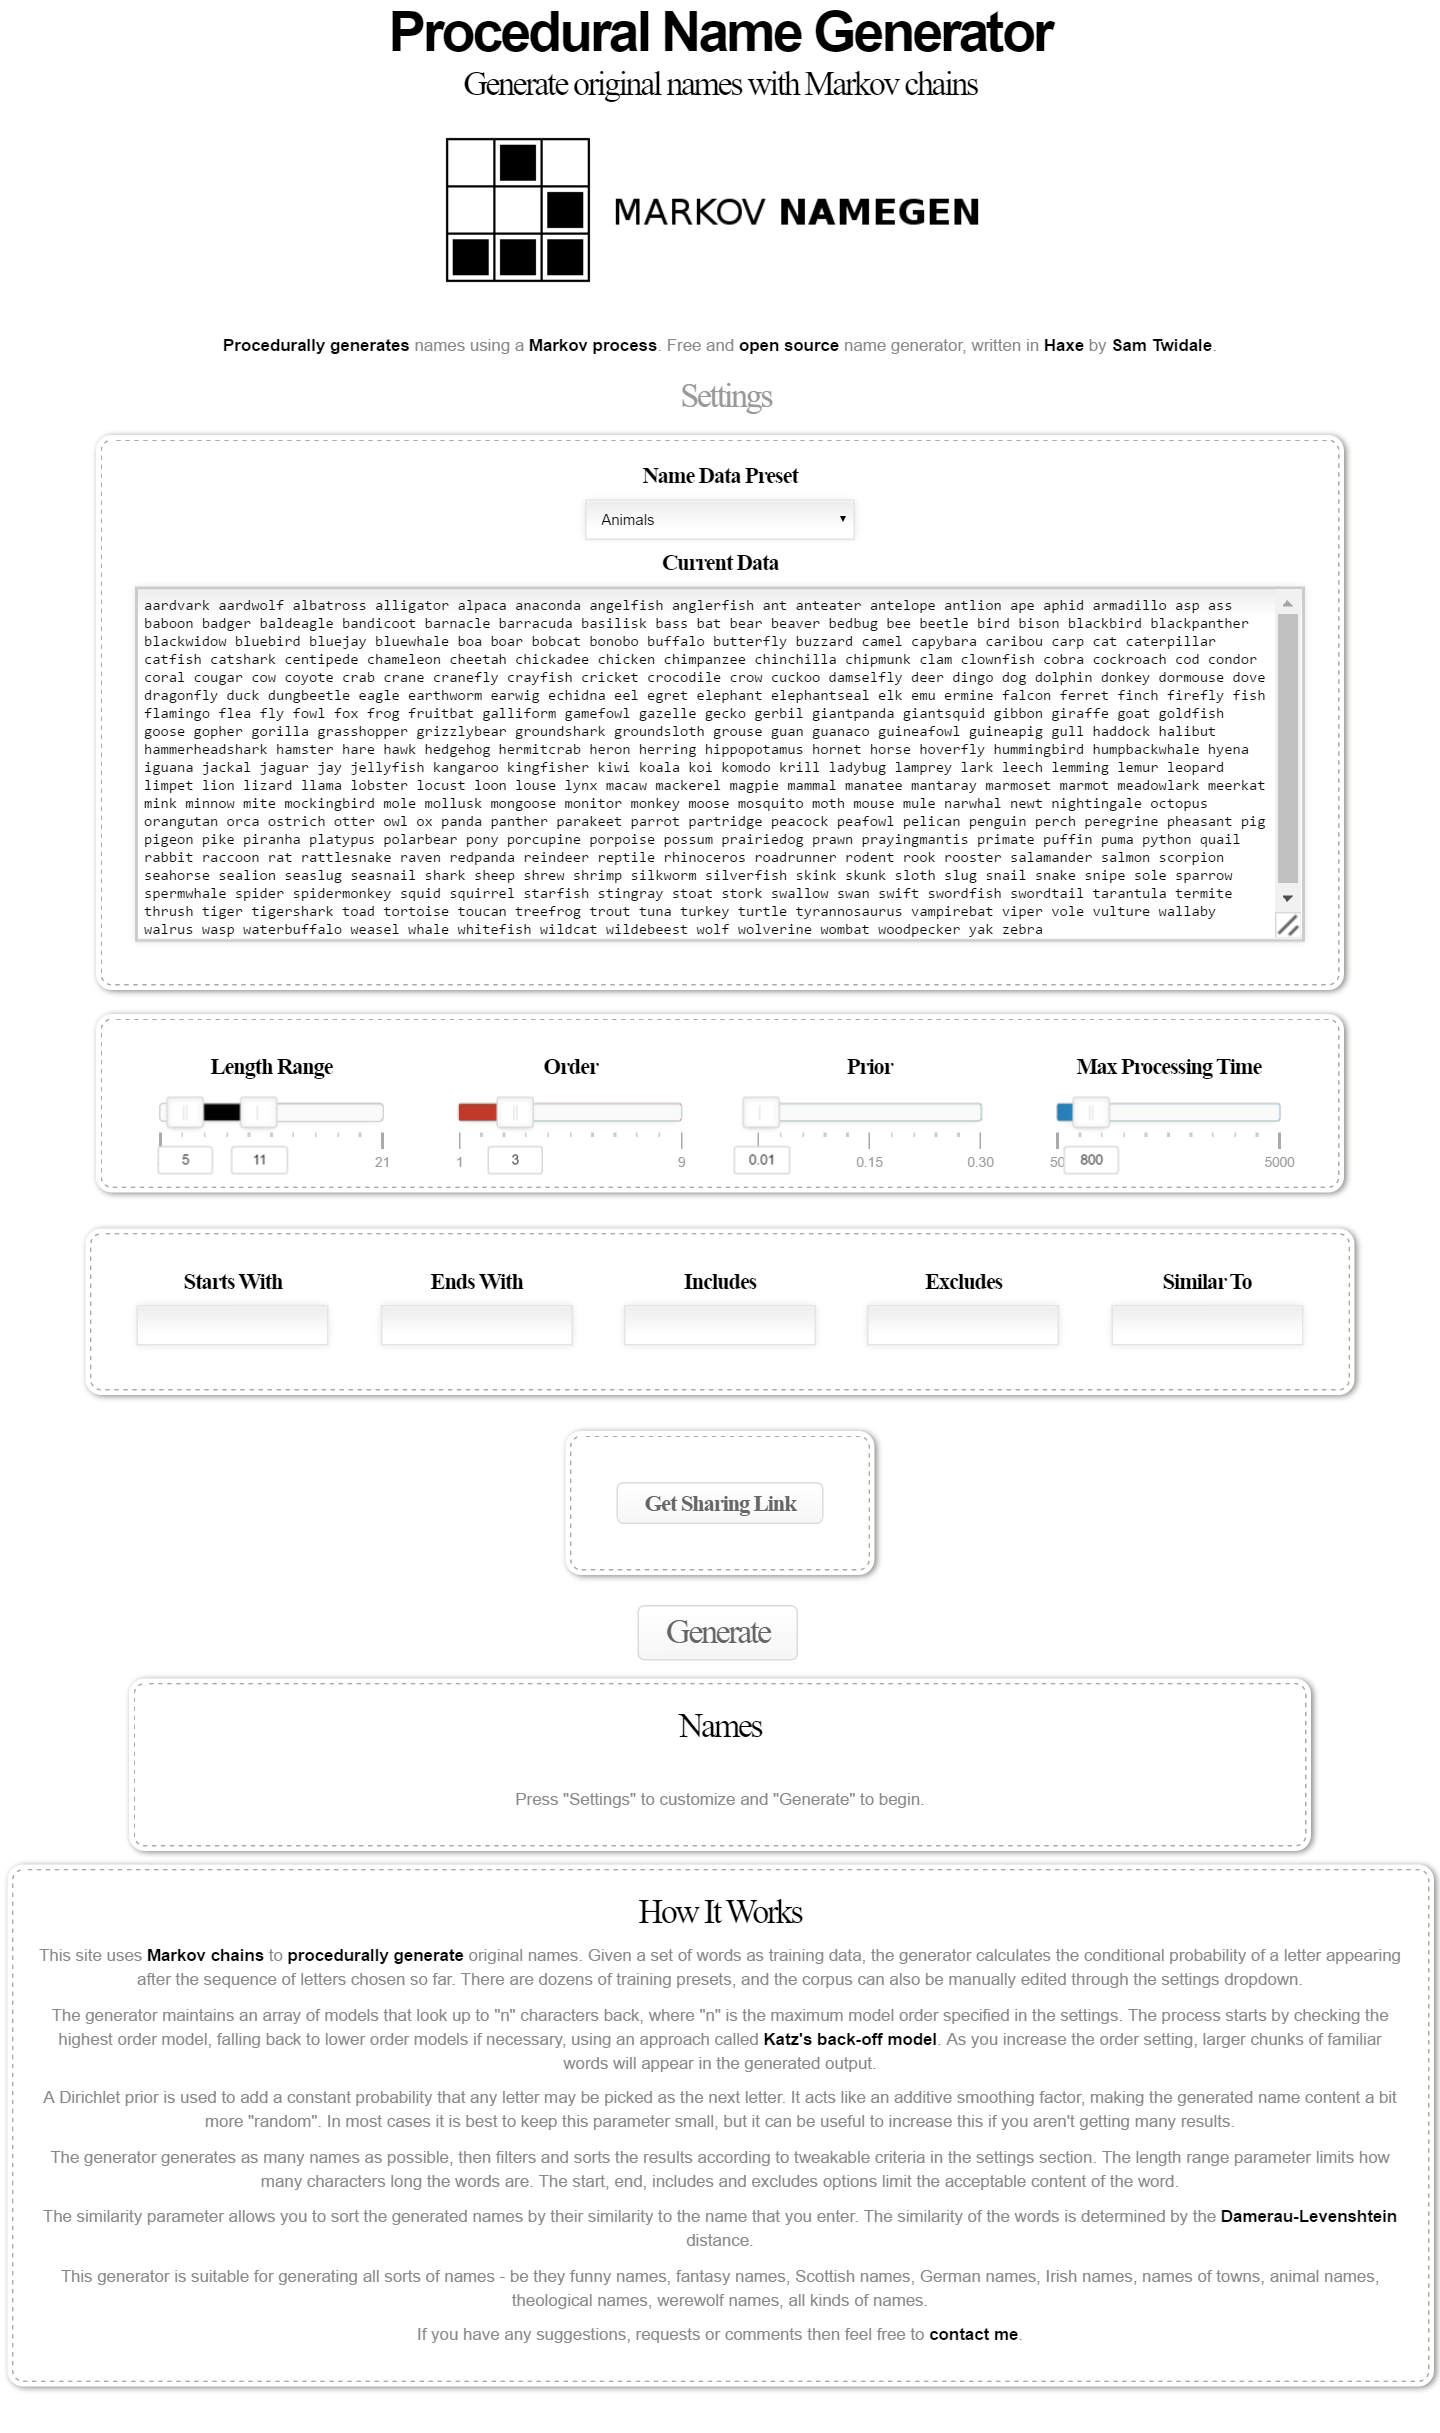 Procedural Name Generator
Generate original names with Markov chains
MARKOV NAMEGEN
Procedurally generates names using a Markov process. Free and open source name generator, written in Haxe by Sam Twidale.
Settings
Name Data Preset
Animals
Current Data
aardvark aardwolf albatross alligator alpaca anaconda angelfish anglerfish ant anteater antelope antlion ape aphid armadillo asp ass
baboon badger baldeagle bandicoot barnacle barracuda basilisk bass bat bear beaver bedbug bee beetle bird bison blackbird blackpanther
blackwidow bluebird bluejay bluewhale boa boar bobcat bonobo buffalo butterfly buzzard camel capybara caribou carp cat caterpillar
catfish catshark centipede chameleon cheetah chickadee chicken chimpanzee chinchilla chipmunk clam clownfish cobra cockroach cod condor
coral cougar cow coyote crab crane cranefly crayfish cricket crocodile crow cuckoo damselfly deer dingo dog dolphin donkey dormouse dove
dragonfly duck dungbeetle eagle earthworm earwig echidna eel egret elephant elephantseal elk emu ermine falcon ferret finch firefly fish
flamingo flea fly fowl fox frog fruitbat galliform gamefowl gazelle gecko gerbil giantpanda giantsquid gibbon giraffe goat goldfish
goose gopher gorilla grasshopper grizzlybear groundshark groundsloth grouse guan guanaco guineafowl guineapig gull haddock halibut
hammerheadshark hamster hare hawk hedgehog hermitcrab heron herring hippopotamus hornet horse hoverfly hummingbird humpbackwhale hyena
iguana jackal jaguar jay jellyfish kangaroo kingfisher kiwi koala koi komodo krill ladybug lamprey lark leech lemming lemur leopard
limpet lion lizard llama lobster locust loon louse lynx macaw mackerel magpie mammal manatee mantaray marmoset marmot meadowlark meerkat
mink minnow mite mockingbird mole mollusk mongoose monitor monkey moose mosquito moth mouse mule narwhal newt nightingale octopus
orangutan orca ostrich otter owl ox panda panther parakeet parrot partridge peacock peafowl pelican penguin perch peregrine pheasant pig
pigeon pike piranha platypus polarbear pony porcupine porpoise possum prairiedog prawn prayingmantis primate puffin puma python quail
rabbit raccoon rat rattlesnake raven redpanda reindeer reptile rhinoceros roadrunner rodent rook rooster salamander salmon scorpion
seahorse sealion seaslug seasnail shark sheep shrew shrimp silkworm silverfish skink skunk sloth slug snail snake snipe sole sparrow
spermwhale spider spidermonkey squid squirrel starfish stingray stoat stork swallow swan swift swordfish swordtail tarantula termite
thrush tiger tigershark toad tortoise toucan treefrog trout tuna turkey turtle tyrannosaurus vampirebat viper vole vulture wallaby
walrus wasp waterbuffalo weasel whale whitefish wildcat wildebeest wolf wolverine wombat woodpecker yak zebra
Length Range Order Prior Max Processing Time
5 11 21 1 3 9 0.01 0.15 0.30 50 800 5000
Starts With Ends With Includes Excludes Similar To
Get Sharing Link
Generate
Names
Press "Settings" to customize and "Generate" to begin.
How It Works
This site uses Markov chains to procedurally generate original names. Given a set of words as training data, the generator calculates the conditional probability of a letter appearing
after the sequence of letters chosen so far. There are dozens of training presets, and the corpus can also be manually edited through the settings dropdown.
The generator maintains an array of models that look up to "n" characters back, where "n" is the maximum model order specified in the settings. The process starts by checking the
highest order model, falling back to lower order models if necessary, using an approach called Katz's back-off model. As you increase the order setting, larger chunks of familiar
words will appear in the generated output.
A Dirichlet prior is used to add a constant probability that any letter may be picked as the next letter. It acts like an additive smoothing factor, making the generated name content a bit
more "random". In most cases it is best to keep this parameter small, but it can be useful to increase this if you aren't getting many results.
The generator generates as many names as possible, then filters and sorts the results according to tweakable criteria in the settings section. The length range parameter limits how
many characters long the words are. The start, end, includes and excludes options limit the acceptable content of the word.
The similarity parameter allows you to sort the generated names by their similarity to the name that you enter. The similarity of the words is determined by the Damerau-Levenshtein
distance.
This generator is suitable for generating all sorts of names - be they funny names, fantasy names, Scottish names, German names, Irish names, names of towns, animal names,
theological names, werewolf names, all kinds of names.
If you have any suggestions, requests or comments then feel free to contact me.